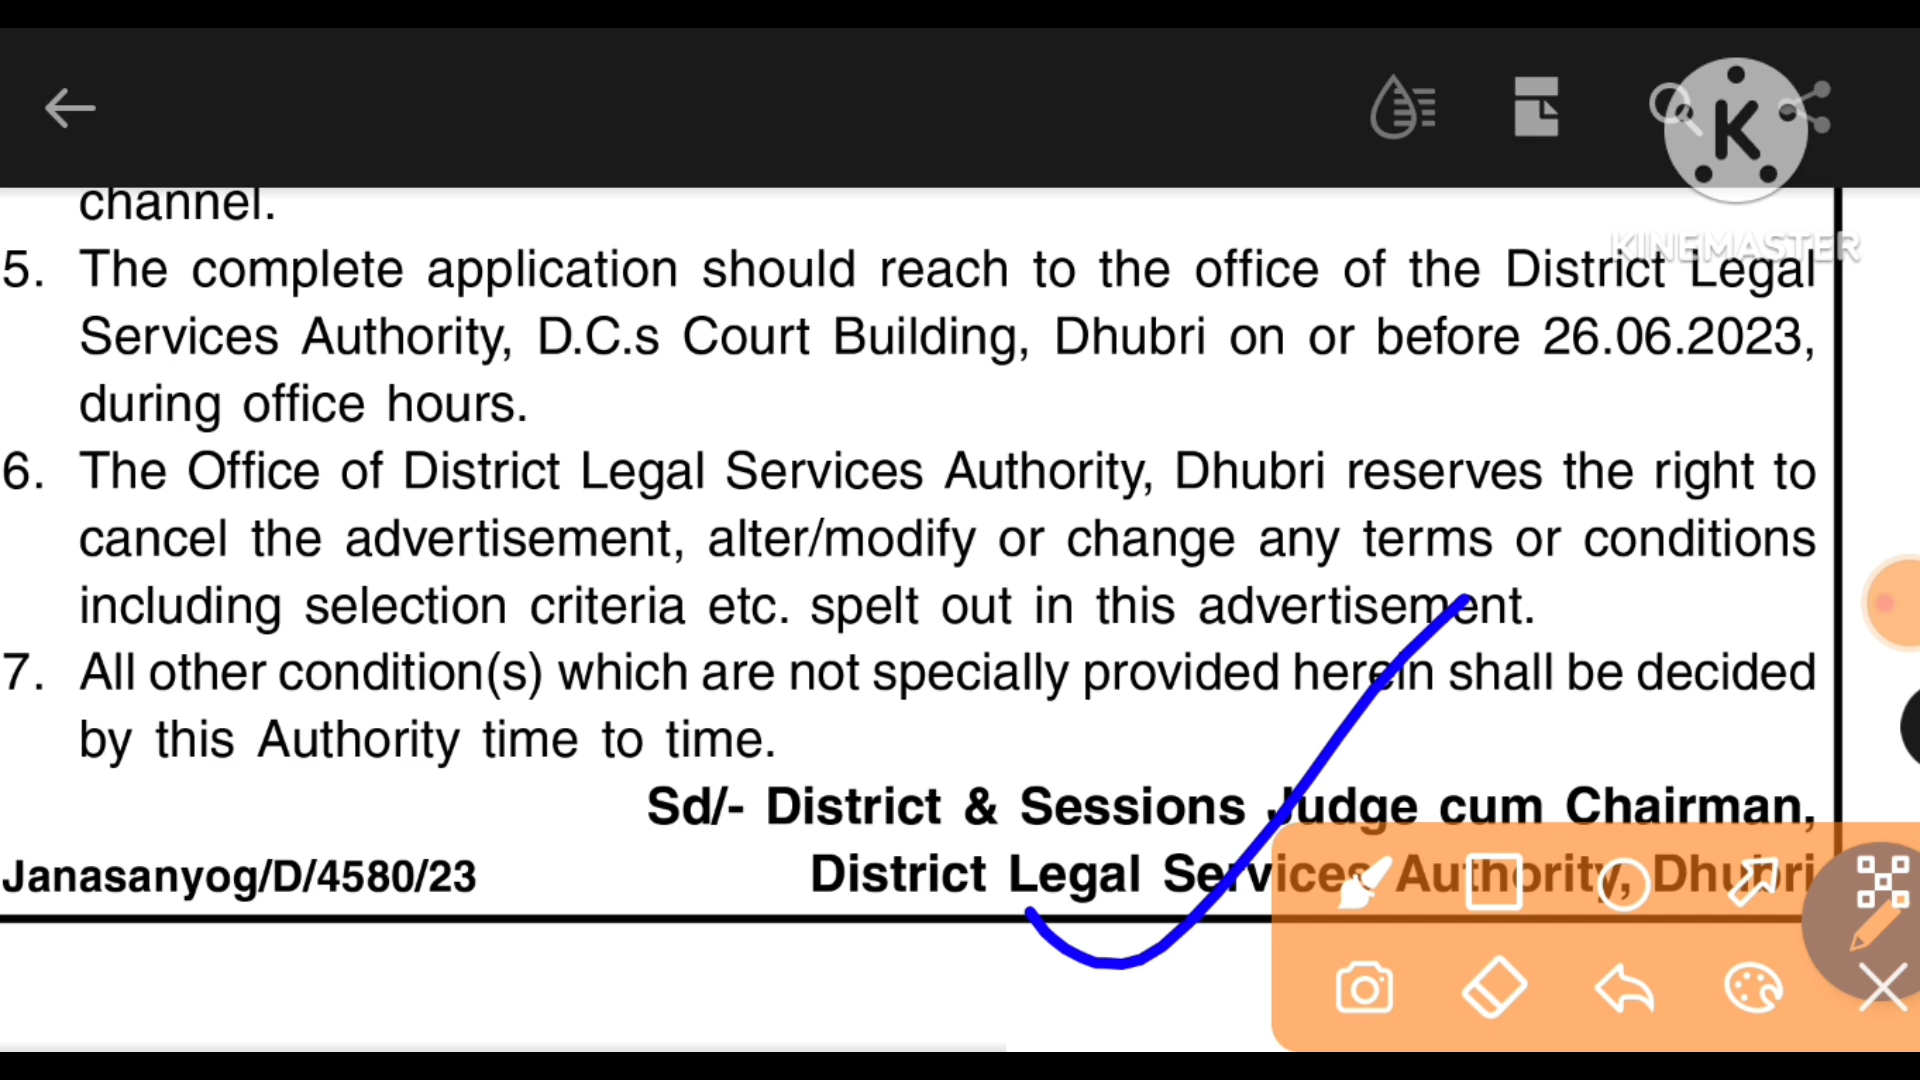 K
KINEMASTER
channel.
5. The complete application should reach to the office of the District Legal
Services Authority, D.C.s Court Building, Dhubri on or before 26.06.2023,
during office hours.
6. The Office of District Legal Services Authority, Dhubri reserves the right to
cancel the advertisement, alter/modify or change any terms or conditions
including selection criteria etc. spelt out in this advertisement.
7. All other condition(s) which are not specially provided herein shall be decided
by this Authority time to time.
Sd/- District & Sessions Judge cum Chairman,
Janasanyog/D/4580/23 District Legal Services Authority, Dhubri